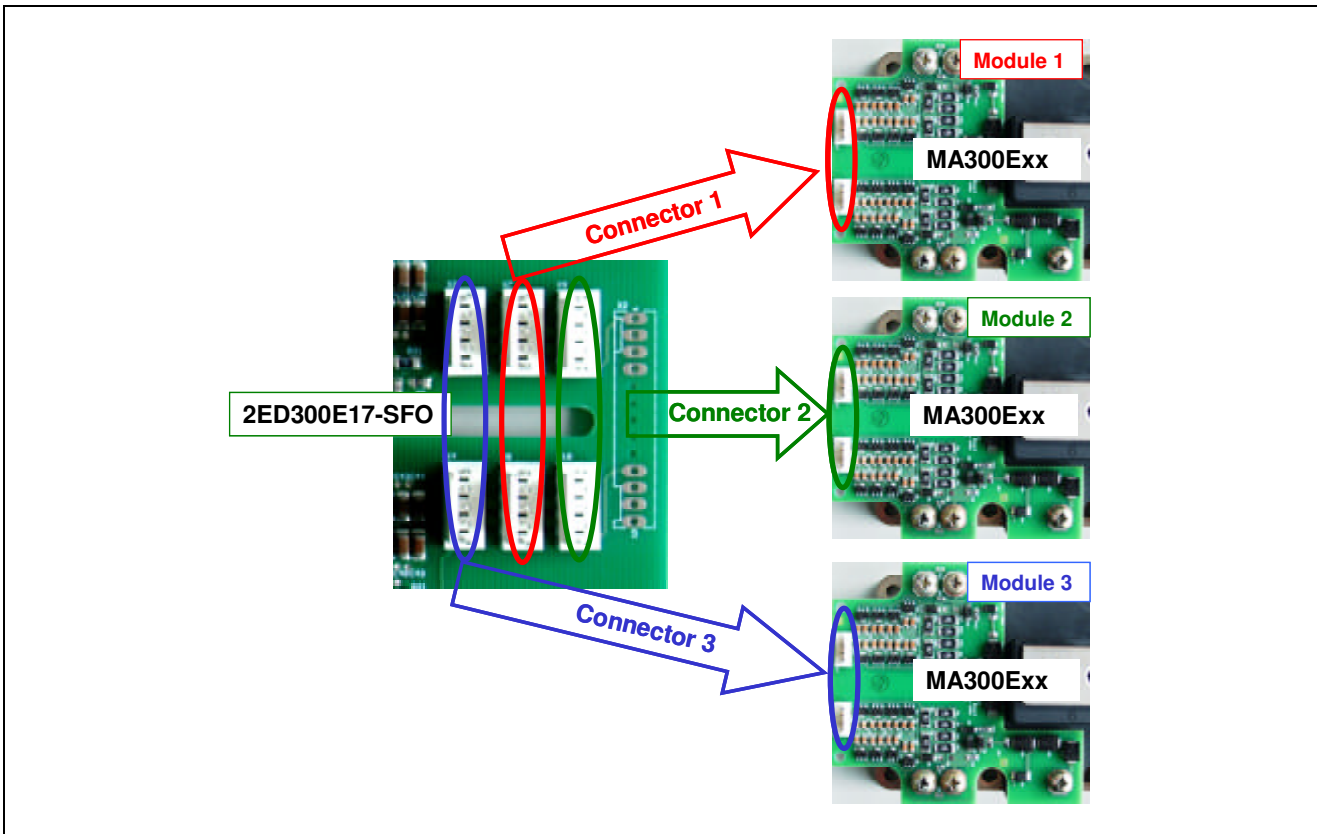 Module 1
MA300Exx
Connector 1
Module 2
2ED300E17-SFO
Connector 2
MA300Exx
Module 3
Connector 3
MA300Exx